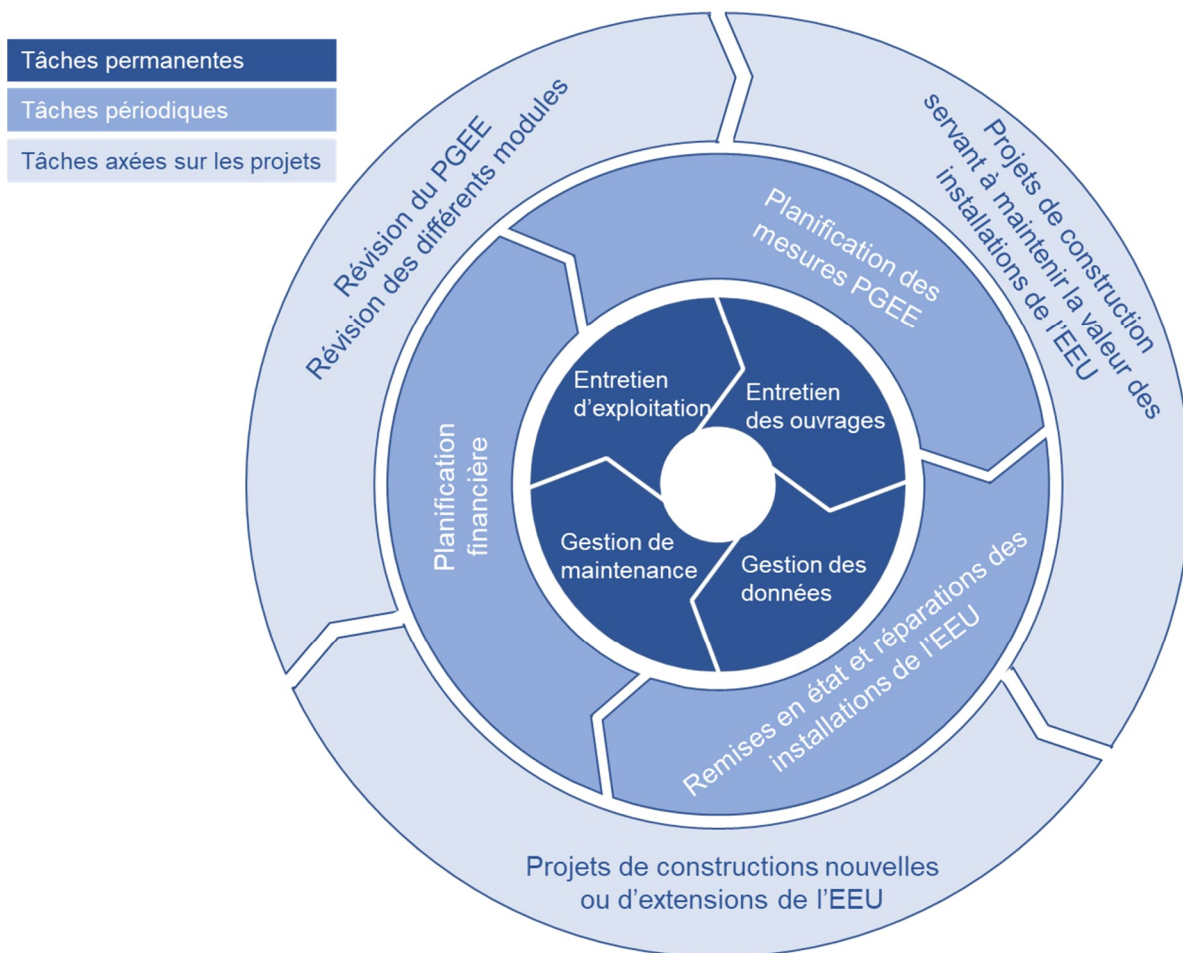 Tâches permanentes
Tâches périodiques
Tâches axées sur les projets
Révision du PGEE
Révision des différents modules
Projets de construction
servant à maintenir la valeur des
installations de l’EEU
Planification des
mesures PGEE
Planification
financière
Entretien
d’exploitation
Entretien
des ouvrages
Gestion de
maintenance
Gestion des
données
Remises en état et réparations des
installations de l’EEU
Projets de constructions nouvelles
ou d’extensions de l’EEU